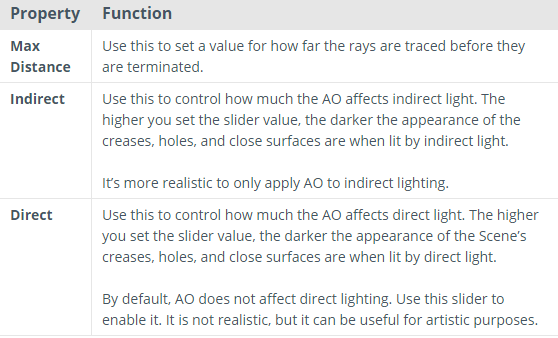 Property Function
Max Use this to set a value for how far the rays are traced before they
Distance are terminated.
Indirect Use this to control how much the AO affects indirect light. The
higher you set the slider value, the darker the appearance of the
creases, holes, and close surfaces are when lit by indirect light.
It’s more realistic to only apply AO to indirect lighting.
Direct Use this to control how much the AO affects direct light. The higher
you set the slider value, the darker the appearance of the Scene’s
creases, holes, and close surfaces are when lit by direct light.
By default, AO does not affect direct lighting. Use this slider to
enable it. It is not realistic, but it can be useful for artistic purposes.